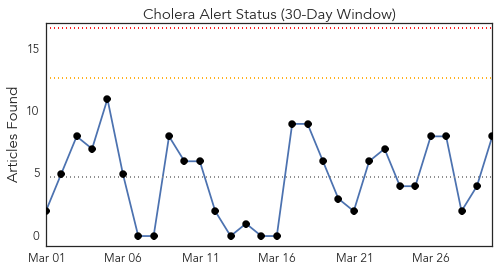 Cholera Alert Status (30-Day Window)
Articles Found
15
10
5
0
Mar 01 Mar 06 Mar 11 Mar 16 Mar 21 Mar 26